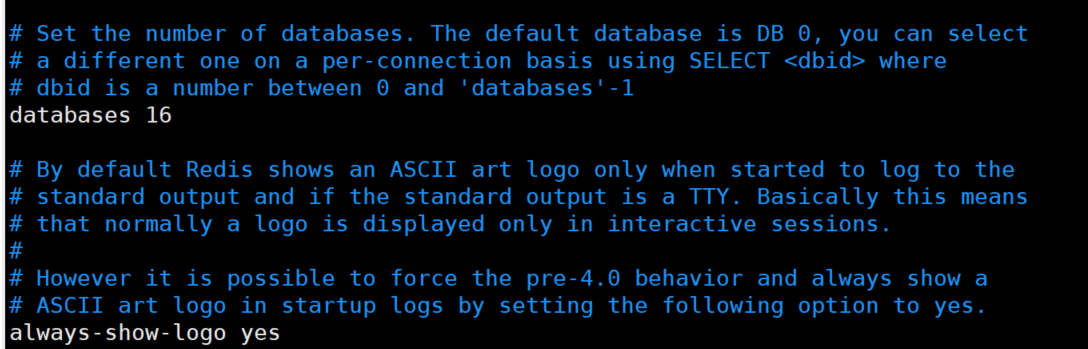 # Set the number of databases. The default database is DB 0, you can select
# a different one on a per-connection basis using SELECT <dbid> where
# dbid is a number between 0 and 'databases'-1
databases 16
# By default Redis shows an ASCII art logo only when started to log to the
# standard output and if the standard output is a TTY. Basically this means
# that normally a logo is displayed only in interactive sessions.
#
# However it is possible to force the pre-4.0 behavior and always show a
# ASCII art logo in startup logs by setting the following option to yes.
always-show-logo yes